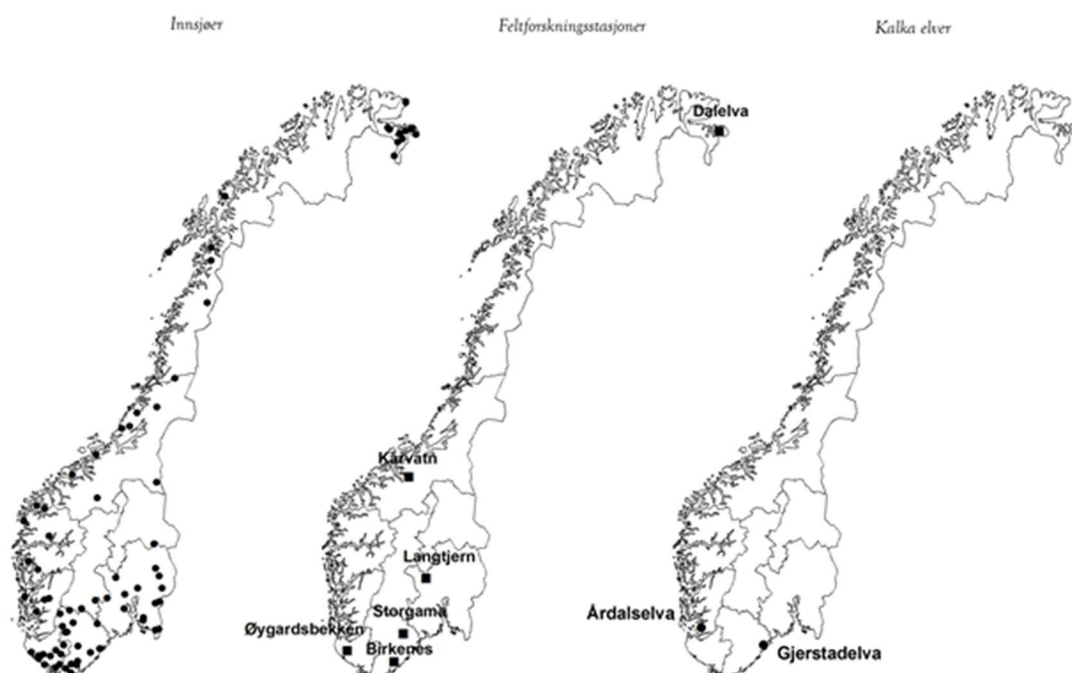 Innsjøer
Feltforskningsstasjoner
Kalka elver
Dalelva
Kårvatn
Langtjern
Storgama
Øygardsbekken
Birkenes
Årdalselva
Gjerstadelva